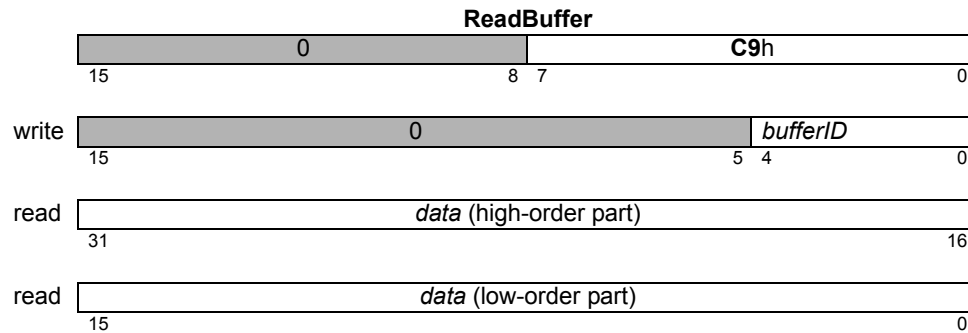 ReadBuffer
0 C9h
15 8 7 0
write 0 bufferID
15 5 4 0
read data (high-order part)
31 16
read data (low-order part)
15 0